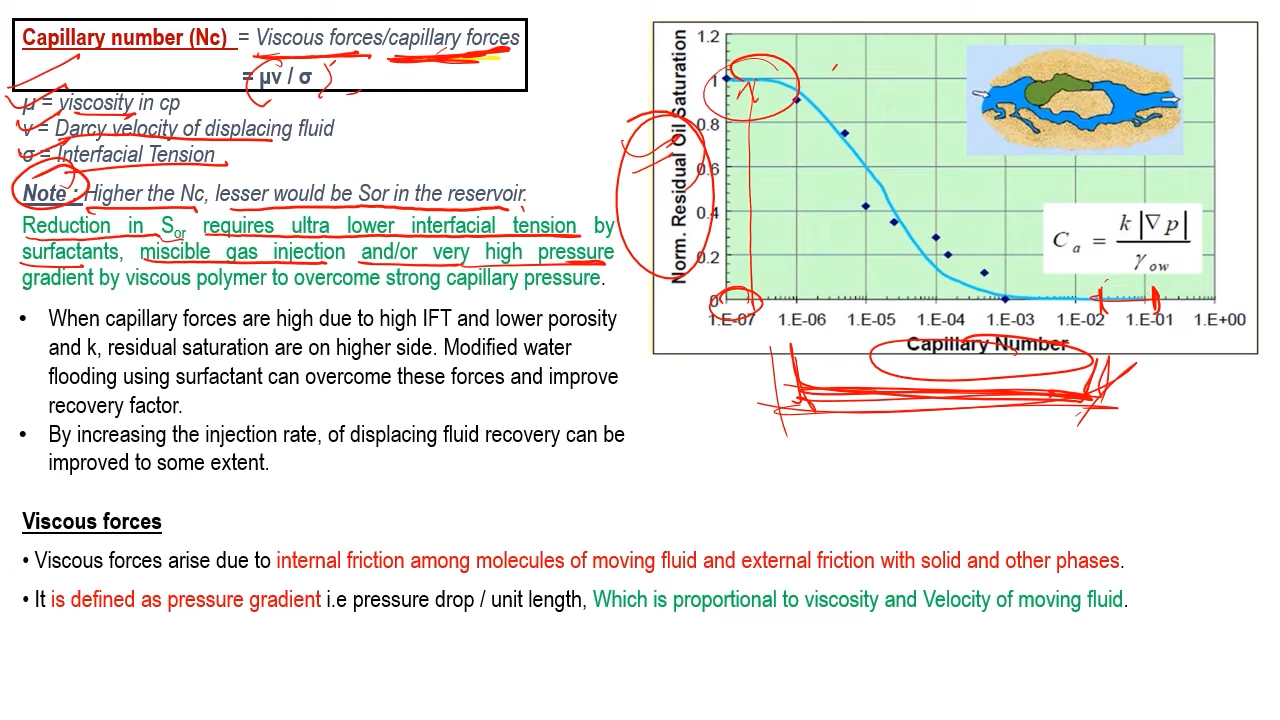 Capillary number (Nc) = Viscous forces/capillary forces
= μv / σ
μ = viscosity in cp
v = Darcy velocity of displacing fluid
σ = Interfacial Tension
Note : Higher the Nc, lesser would be Sor in the reservoir.
Reduction in Sor requires ultra lower interfacial tension by
surfactants, miscible gas injection and/or very high pressure
gradient by viscous polymer to overcome strong capillary pressure.
• When capillary forces are high due to high IFT and lower porosity
and k, residual saturation are on higher side. Modified water
flooding using surfactant can overcome these forces and improve
recovery factor.
• By increasing the injection rate, of displacing fluid recovery can be
improved to some extent.
Viscous forces
• Viscous forces arise due to internal friction among molecules of moving fluid and external friction with solid and other phases.
• It is defined as pressure gradient i.e pressure drop / unit length, Which is proportional to viscosity and Velocity of moving fluid.
Norm. Residual Oil Saturation
1.2
1
0.8
0.6
0.4
0.2
0
1.E-07 1.E-06 1.E-05 1.E-04 1.E-03 1.E-02 1.E-01 1.E+00
Capillary Number
C a = k |∇p| / γ ow